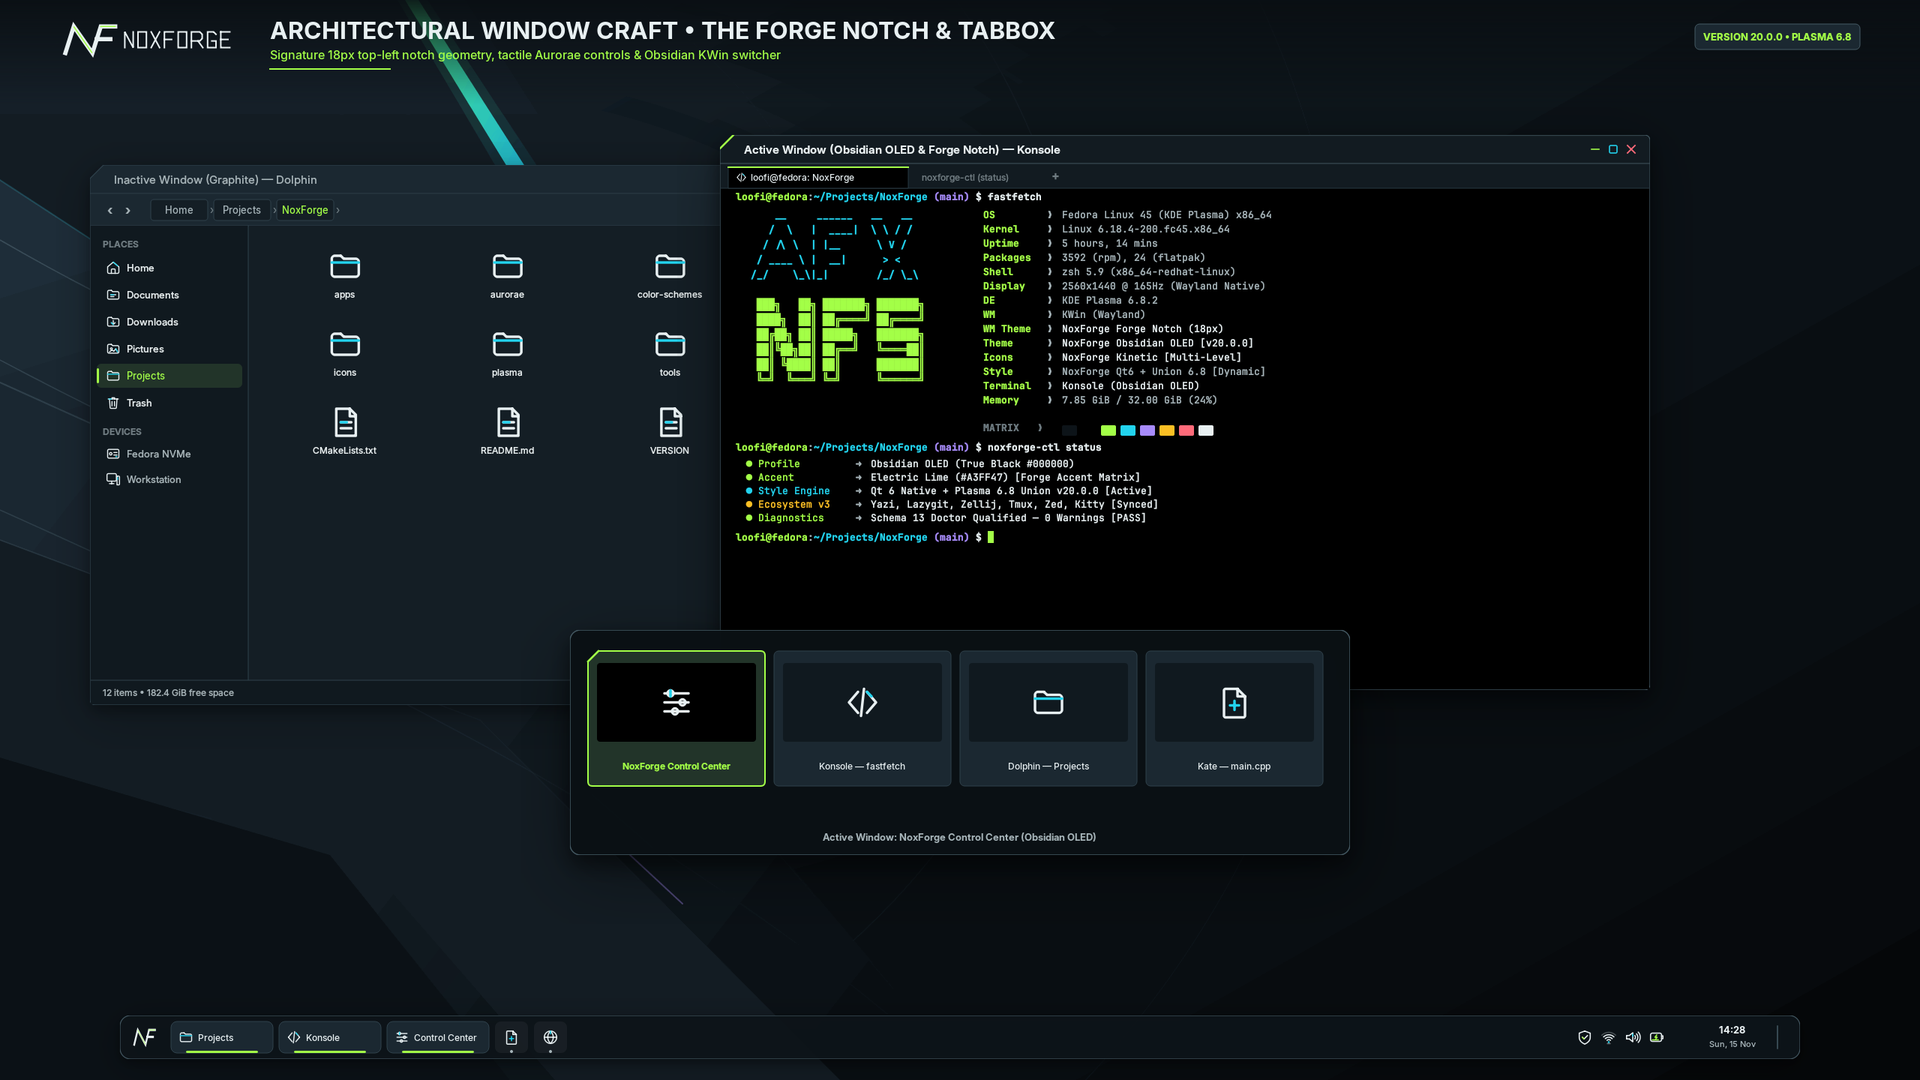 NOXFORGE
ARCHITECTURAL WINDOW CRAFT • THE FORGE NOTCH & TABBOX
Signature 18px top-left notch geometry, tactile Aurorae controls & Obsidian KWin switcher
VERSION 20.0.0 • PLASMA 6.8
Inactive Window (Graphite) — Dolphin
‹ › Home › Projects › NoxForge ›
PLACES
Home
Documents
Downloads
Pictures
Projects
Trash
DEVICES
Fedora NVMe
Workstation
apps
aurorae
color-schemes
icons
plasma
tools
CMakeLists.txt
README.md
VERSION
12 items • 182.4 GiB free space
Active Window (Obsidian OLED & Forge Notch) — Konsole
loofi@fedora: NoxForge
noxforge-ctl (status)
+
loofi@fedora:~/Projects/NoxForge (main) $ fastfetch
AFX
NFS
OS › Fedora Linux 45 (KDE Plasma) x86_64
Kernel › Linux 6.18.4-200.fc45.x86_64
Uptime › 5 hours, 14 mins
Packages › 3592 (rpm), 24 (flatpak)
Shell › zsh 5.9 (x86_64-redhat-linux)
Display › 2560x1440 @ 165Hz (Wayland Native)
DE › KDE Plasma 6.8.2
WM › KWin (Wayland)
WM Theme › NoxForge Forge Notch (18px)
Theme › NoxForge Obsidian OLED [v20.0.0]
Icons › NoxForge Kinetic [Multi-Level]
Style › NoxForge Qt6 + Union 6.8 [Dynamic]
Terminal › Konsole (Obsidian OLED)
Memory › 7.85 GiB / 32.00 GiB (24%)
MATRIX ›
loofi@fedora:~/Projects/NoxForge (main) $ noxforge-ctl status
● Profile → Obsidian OLED (True Black #000000)
● Accent → Electric Lime (#A3FF47) [Forge Accent Matrix]
● Style Engine → Qt 6 Native + Plasma 6.8 Union v20.0.0 [Active]
● Ecosystem v3 → Yazi, Lazygit, Zellij, Tmux, Zed, Kitty [Synced]
● Diagnostics → Schema 13 Doctor Qualified — 0 Warnings [PASS]
loofi@fedora:~/Projects/NoxForge (main) $
NoxForge Control Center
Konsole — fastfetch
Dolphin — Projects
Kate — main.cpp
Active Window: NoxForge Control Center (Obsidian OLED)
NF
Projects
Konsole
Control Center
14:28
Sun, 15 Nov